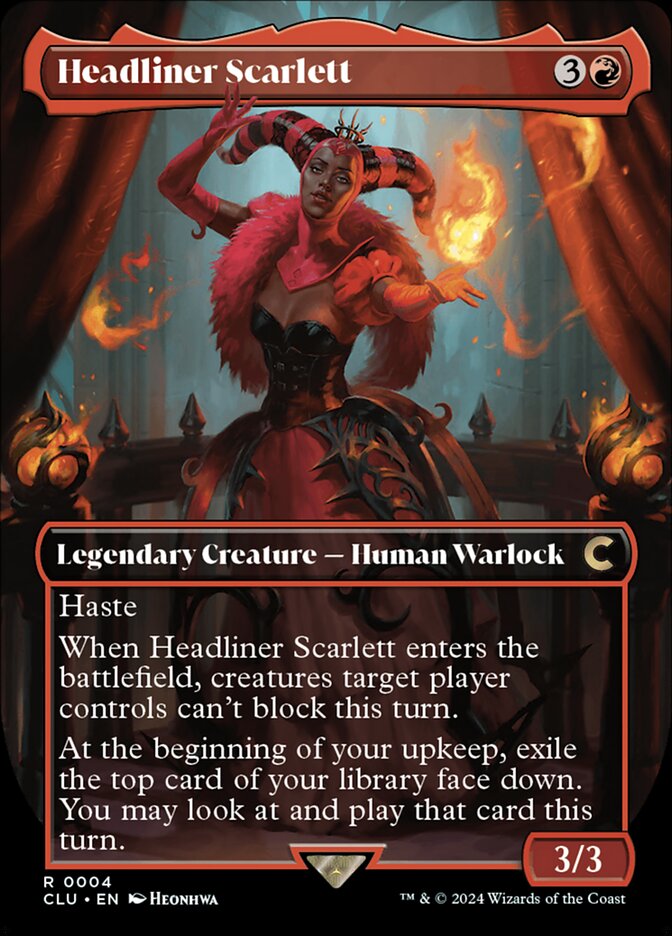 Headliner Scarlett 3
Legendary Creature — Human Warlock C
Haste
When Headliner Scarlett enters the
battlefield, creatures target player
controls can't block this turn.
At the beginning of your upkeep, exile
the top card of your library face down.
You may look at and play that card this
turn.
3/3
R 0004
CLU • EN Heonhwa
™ & © 2024 Wizards of the Coast